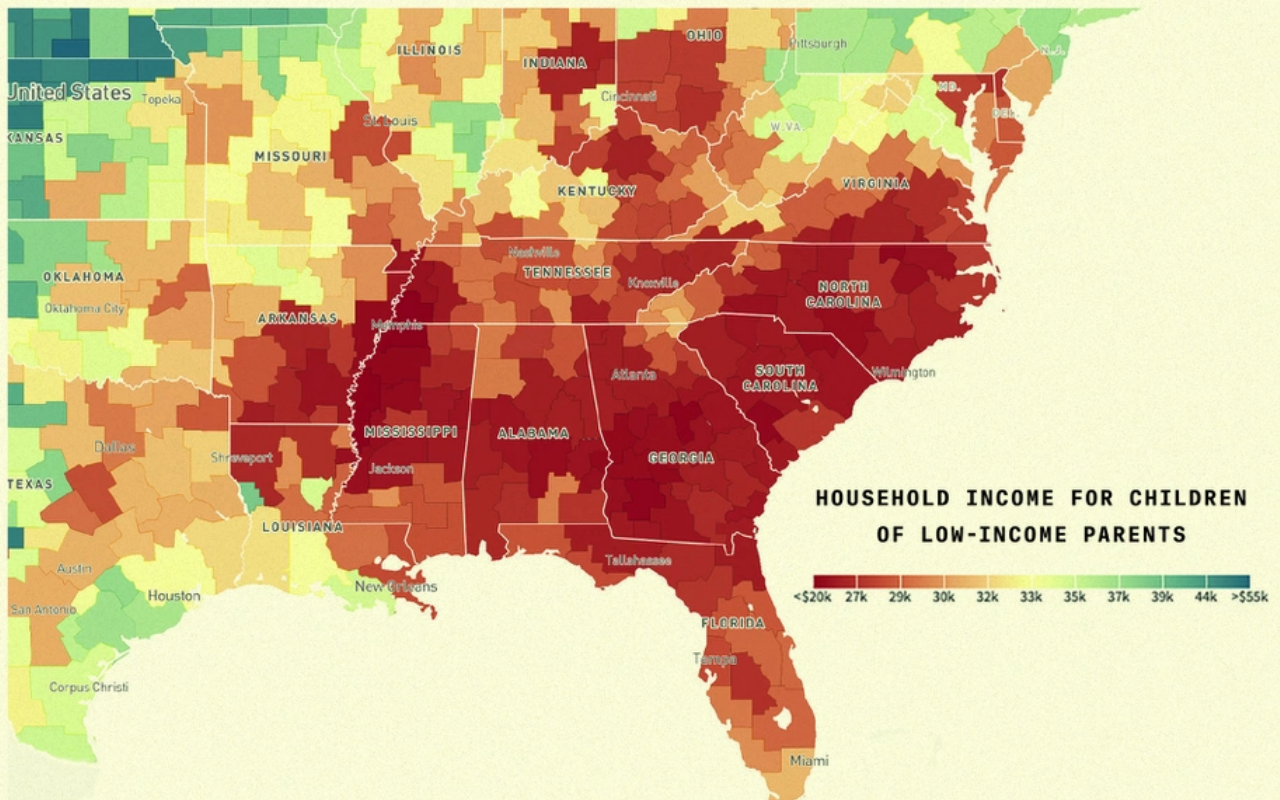 OHIO
Pittsburgh
ILLINOIS
N.J.
INDIANA
United States
Topeka
Cincinnati
MD.
DEL.
St. Louis
W.VA.
KANSAS
MISSOURI
KENTUCKY
VIRGINIA
Nashville
TENNESSEE
OKLAHOMA
Knoxville
NORTH
CAROLINA
Oklahoma City
ARKANSAS
Memphis
Atlanta
SOUTH
CAROLINA
Wilmington
MISSISSIPPI
ALABAMA
Dallas
Shreveport
Jackson
GEORGIA
TEXAS
LOUISIANA
HOUSEHOLD INCOME FOR CHILDREN
OF LOW-INCOME PARENTS
Tallahassee
Austin
New Orleans
Houston
<$20k 27k 29k 30k 32k 33k 35k 37k 39k 44k >$55k
San Antonio
FLORIDA
Tampa
Corpus Christi
Miami